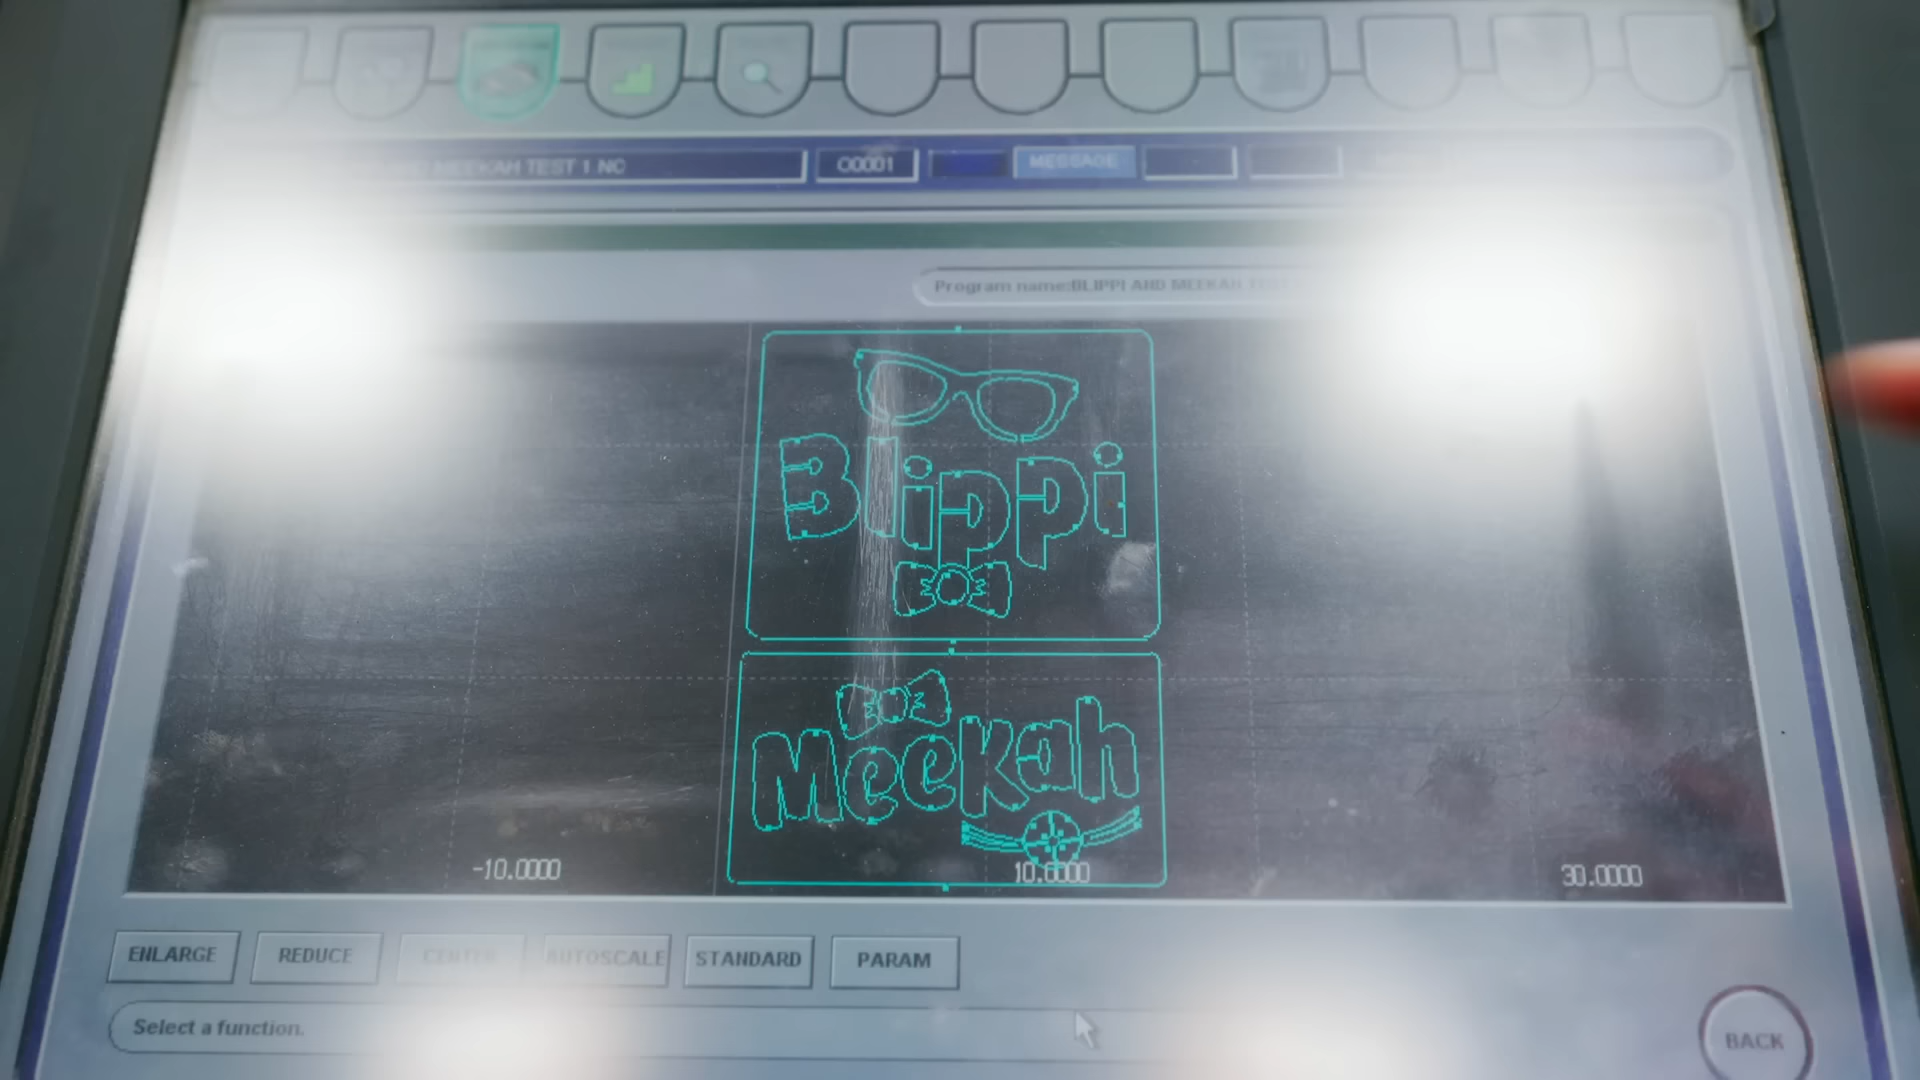 MEEKAH TEST 1.NC O0001 MESSAGE
Program name:BLIPPI AND MEEKAH TEST
Blippi
Meekah
-10.0000 10.0000 30.0000
ENLARGE REDUCE CENTER AUTOSCALE STANDARD PARAM
Select a function.
BACK